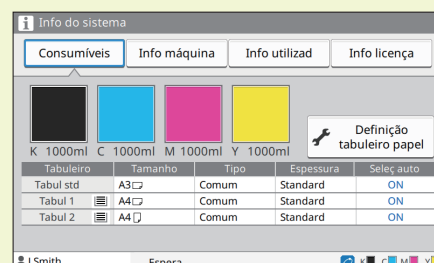 i Info do sistema
Consumíveis Info máquina Info utilizad Info licença
K 1000ml C 1000ml M 1000ml Y 1000ml
Definição
tabuleiro papel
Tabuleiro Tamanho Tipo Espessura Seleç auto
Tabul std A3 Comum Standard ON
Tabul 1 A4 Comum Standard ON
Tabul 2 A4 Comum Standard ON
J.Smith Espera K C M Y